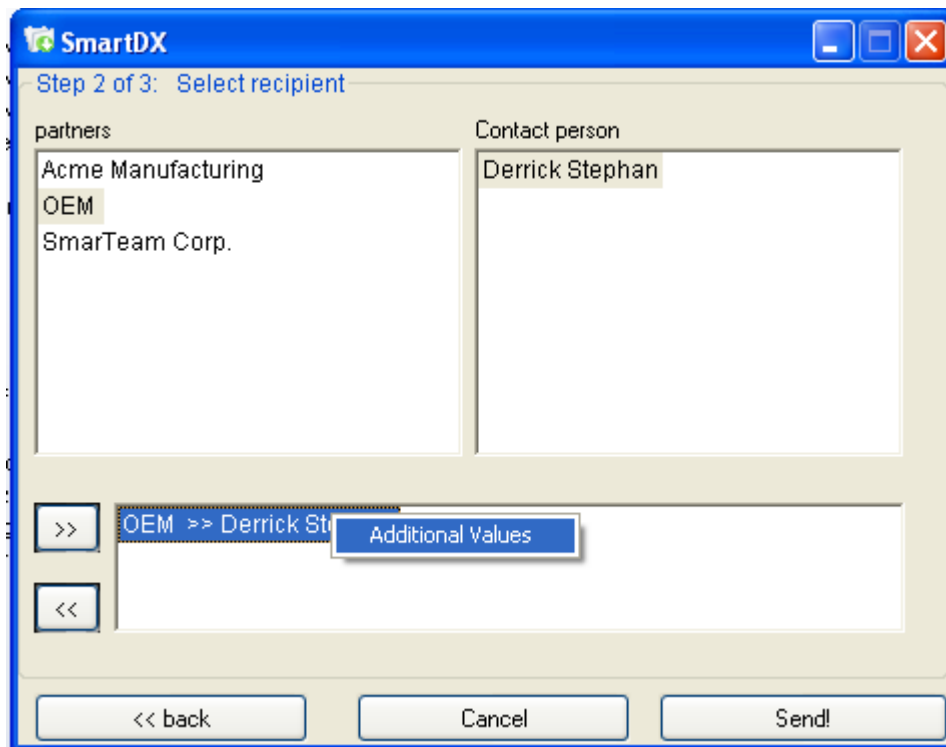 SmartDX
Step 2 of 3: Select recipient
partners
Contact person
Acme Manufacturing
OEM
SmarTeam Corp.
Derrick Stephan
>>
OEM >> Derrick
Additional Values
<<
<< back
Cancel
Send!